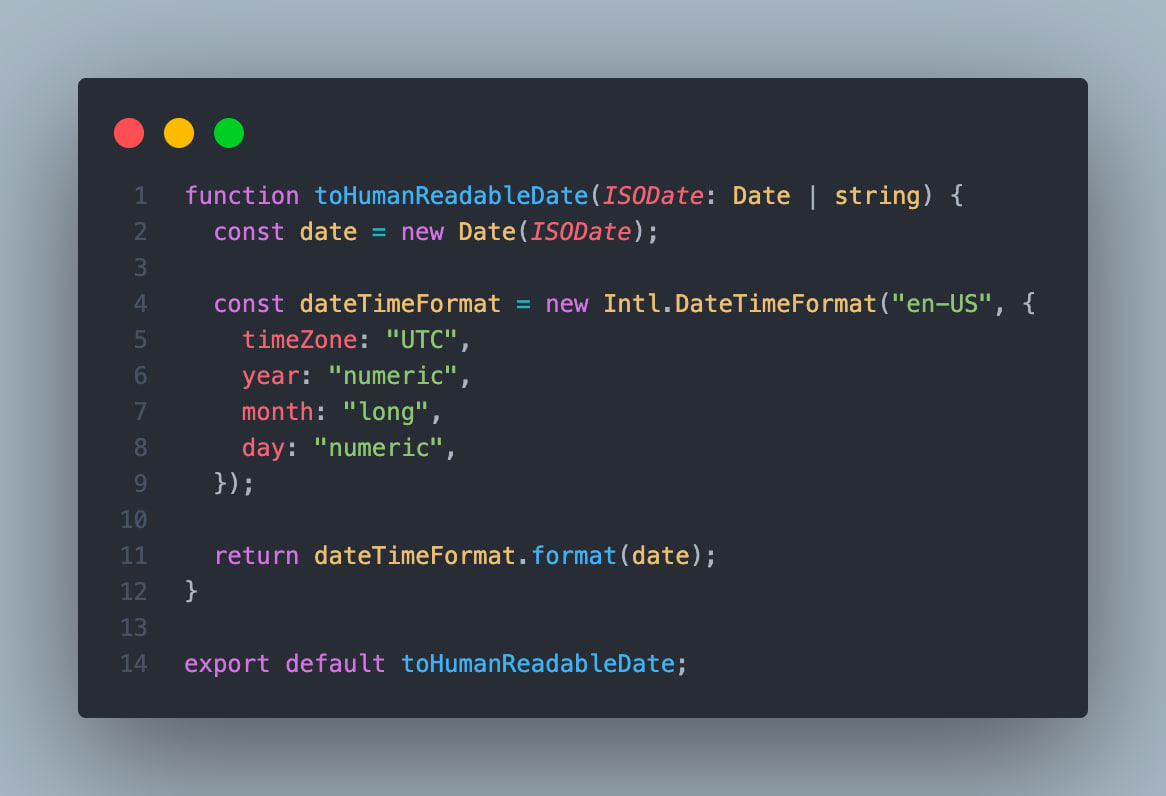 1 function toHumanReadableDate(ISODate: Date | string) {
2   const date = new Date(ISODate);
3
4   const dateTimeFormat = new Intl.DateTimeFormat("en-US", {
5     timeZone: "UTC",
6     year: "numeric",
7     month: "long",
8     day: "numeric",
9   });
10
11   return dateTimeFormat.format(date);
12 }
13
14 export default toHumanReadableDate;